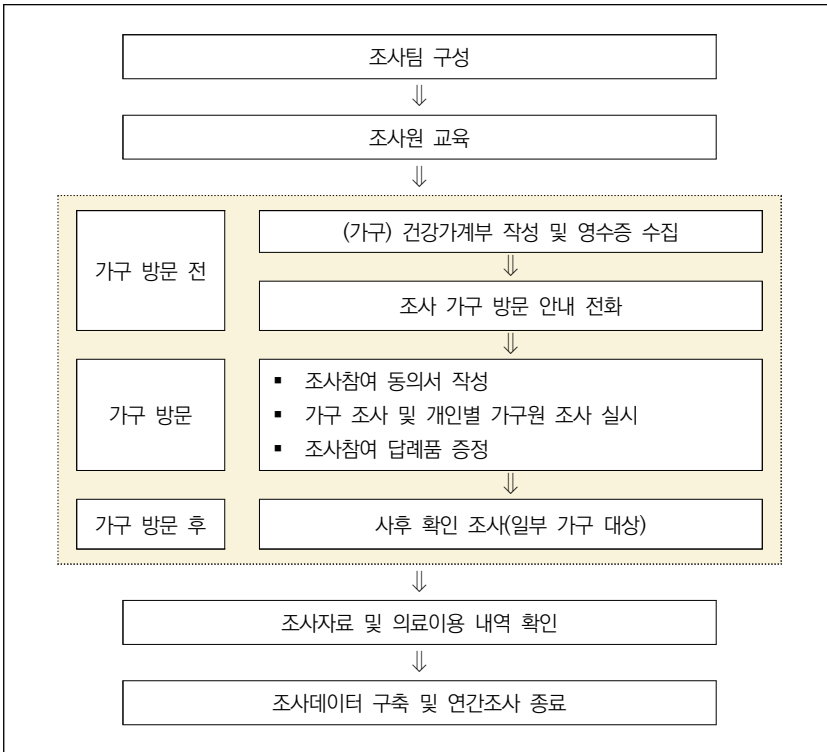 조사팀 구성
⇓
조사원 교육
⇓
가구 방문 전
(가구) 건강가계부 작성 및 영수증 수집
⇓
조사 가구 방문 안내 전화
⇓
가구 방문
▪ 조사참여 동의서 작성
▪ 가구 조사 및 개인별 가구원 조사 실시
▪ 조사참여 답례품 증정
⇓
가구 방문 후
사후 확인 조사(일부 가구 대상)
⇓
조사자료 및 의료이용 내역 확인
⇓
조사데이터 구축 및 연간조사 종료